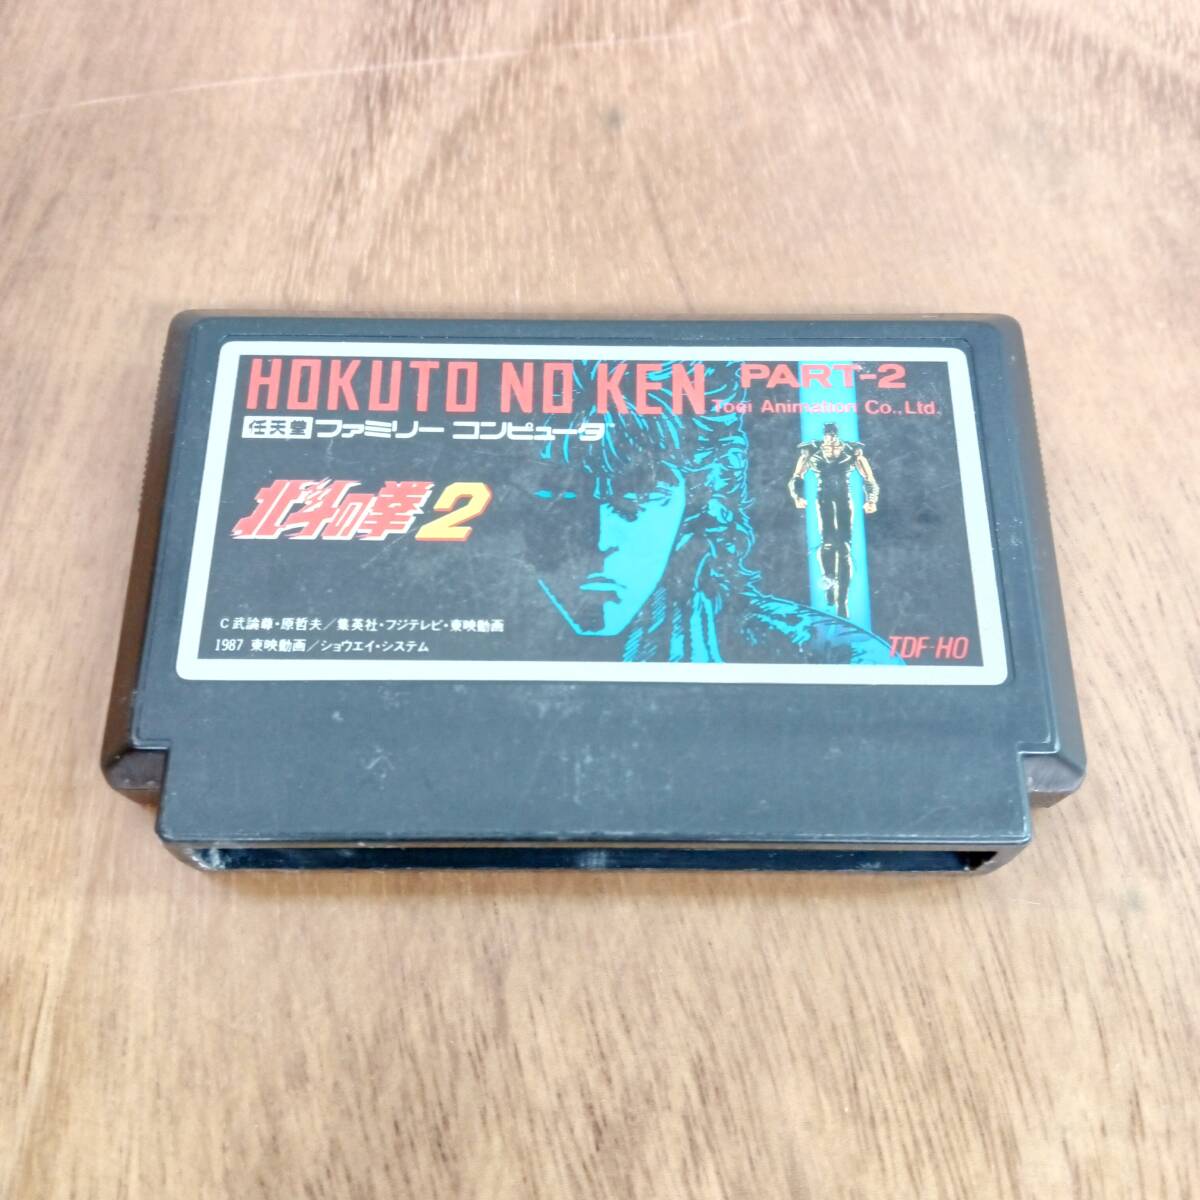 HOKUTO NO KEN PART-2
Toei Animation Co., Ltd.
任天堂 ファミリー コンピュータ
北斗の拳2
C 武論尊・原哲夫/集英社・フジテレビ・東映動画
1987 東映動画/ショウエイ・システム
TDF-HO